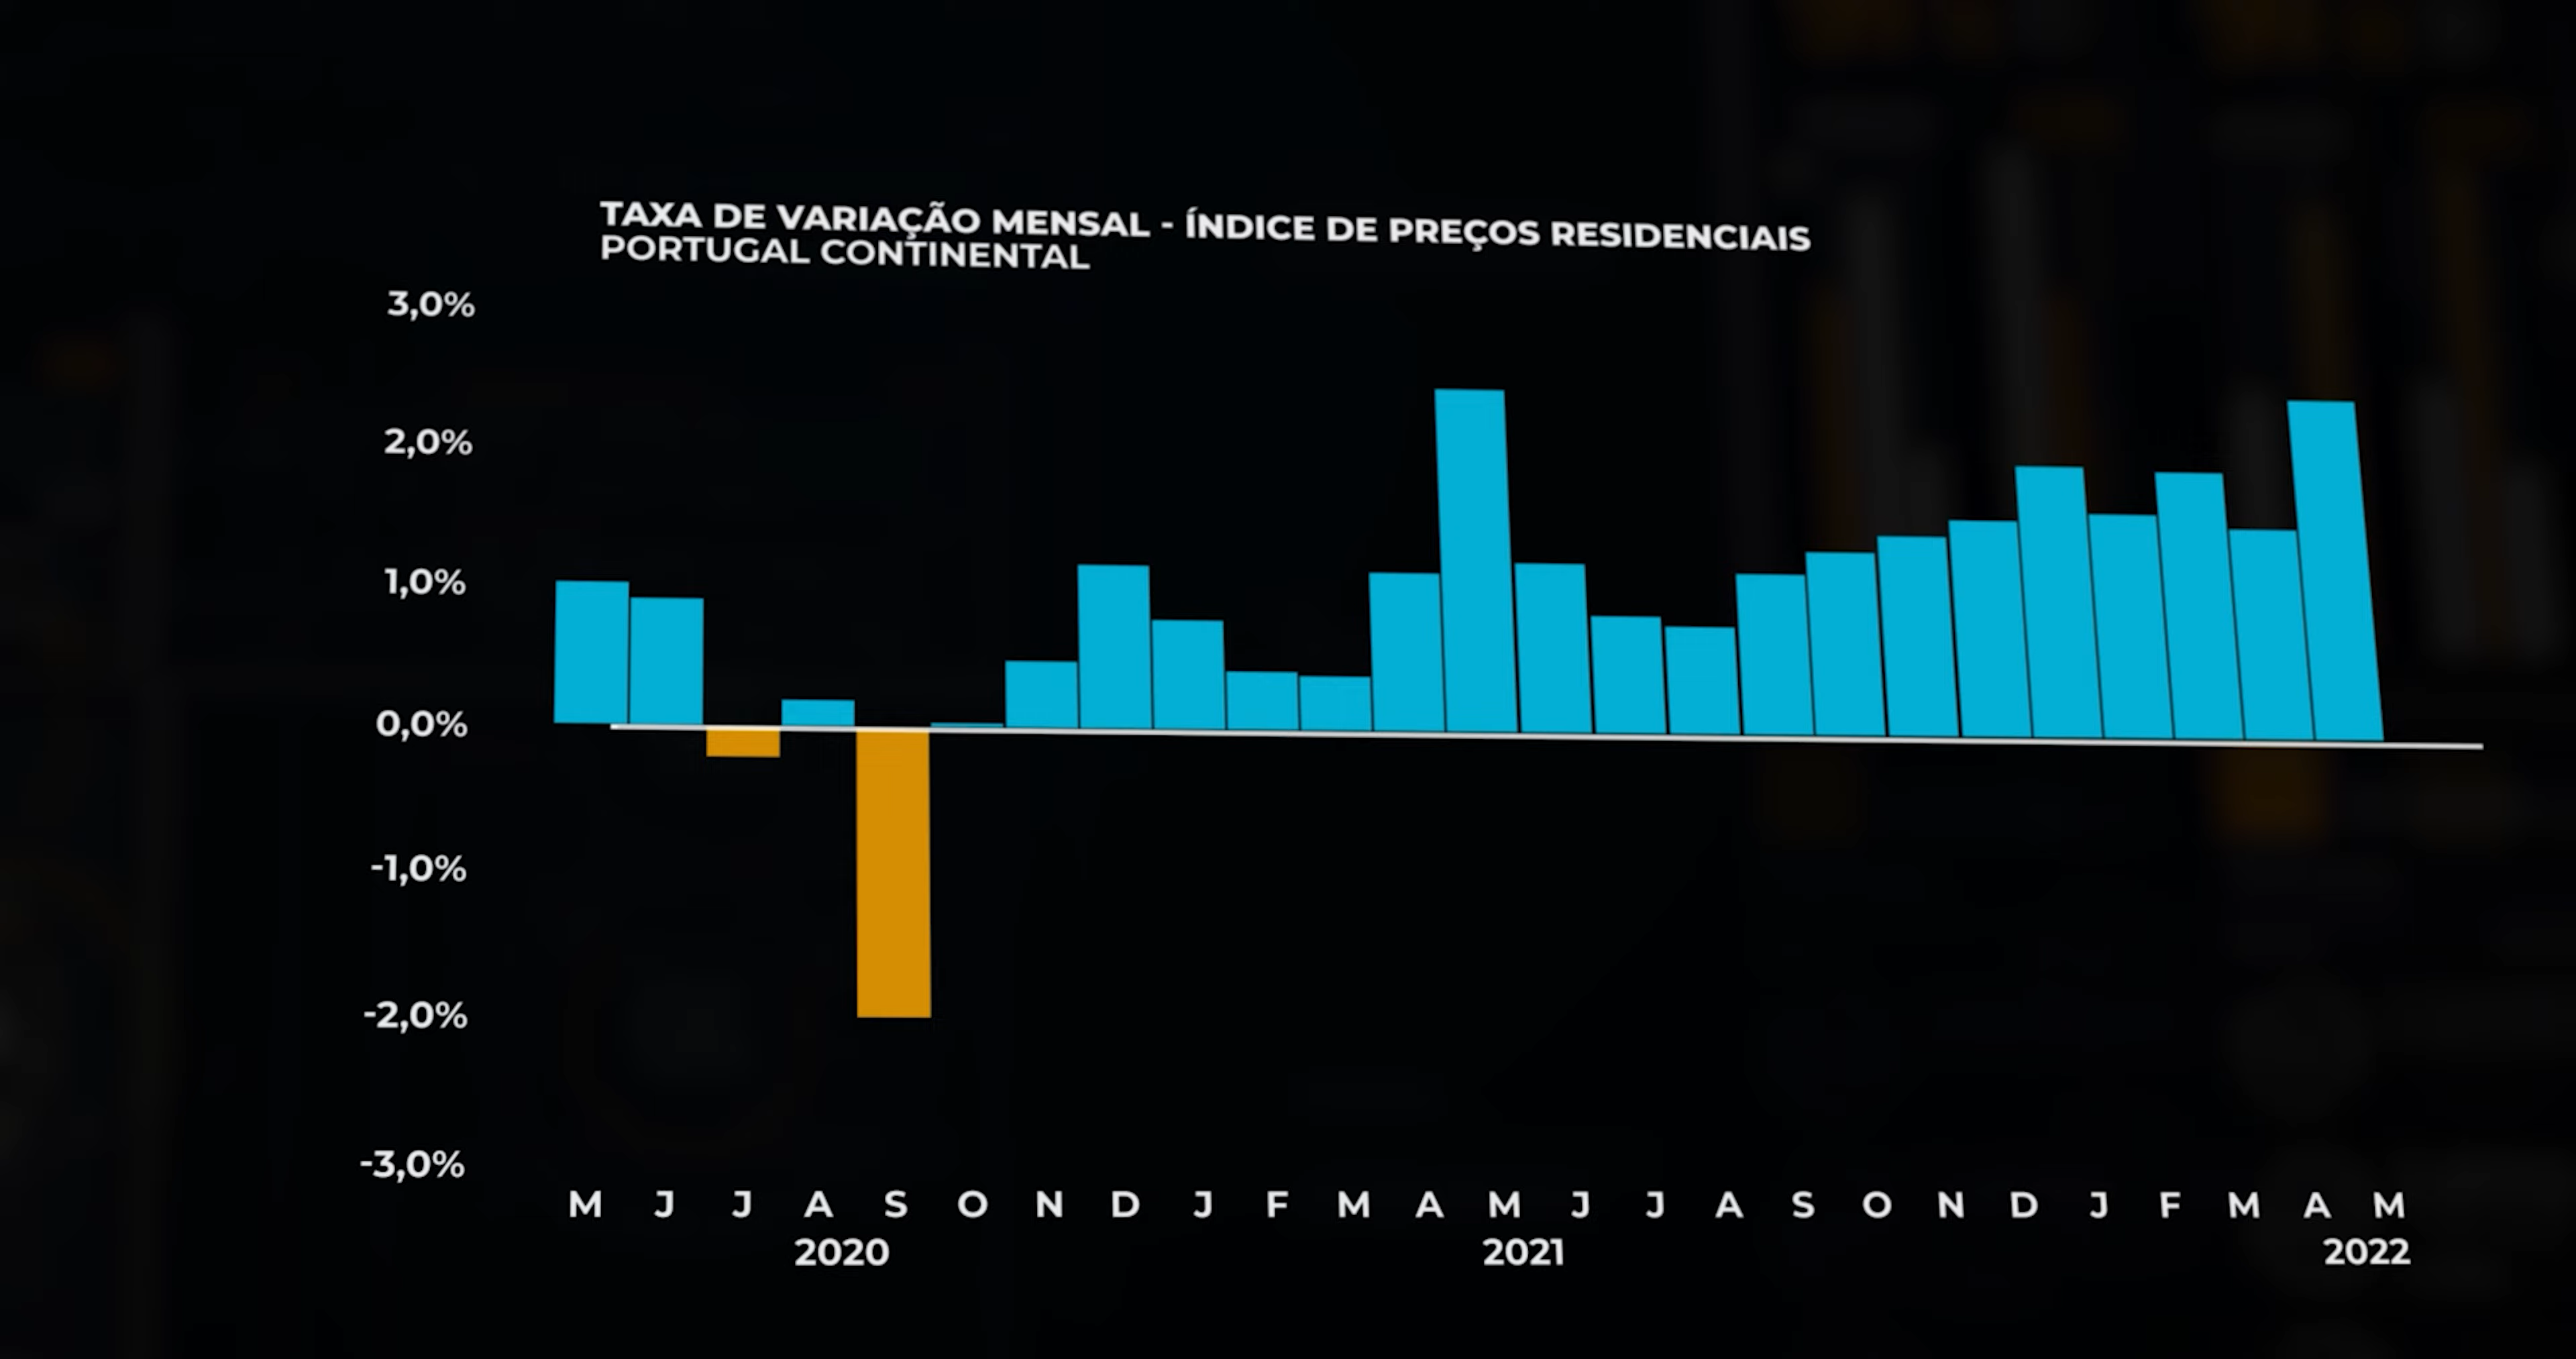 TAXA DE VARIAÇÃO MENSAL - ÍNDICE DE PREÇOS RESIDENCIAIS
PORTUGAL CONTINENTAL
3,0%
2,0%
1,0%
0,0%
-1,0%
-2,0%
-3,0%
M J J A S O N D J F M A M J J A S O N D J F M A M
2020 2021 2022